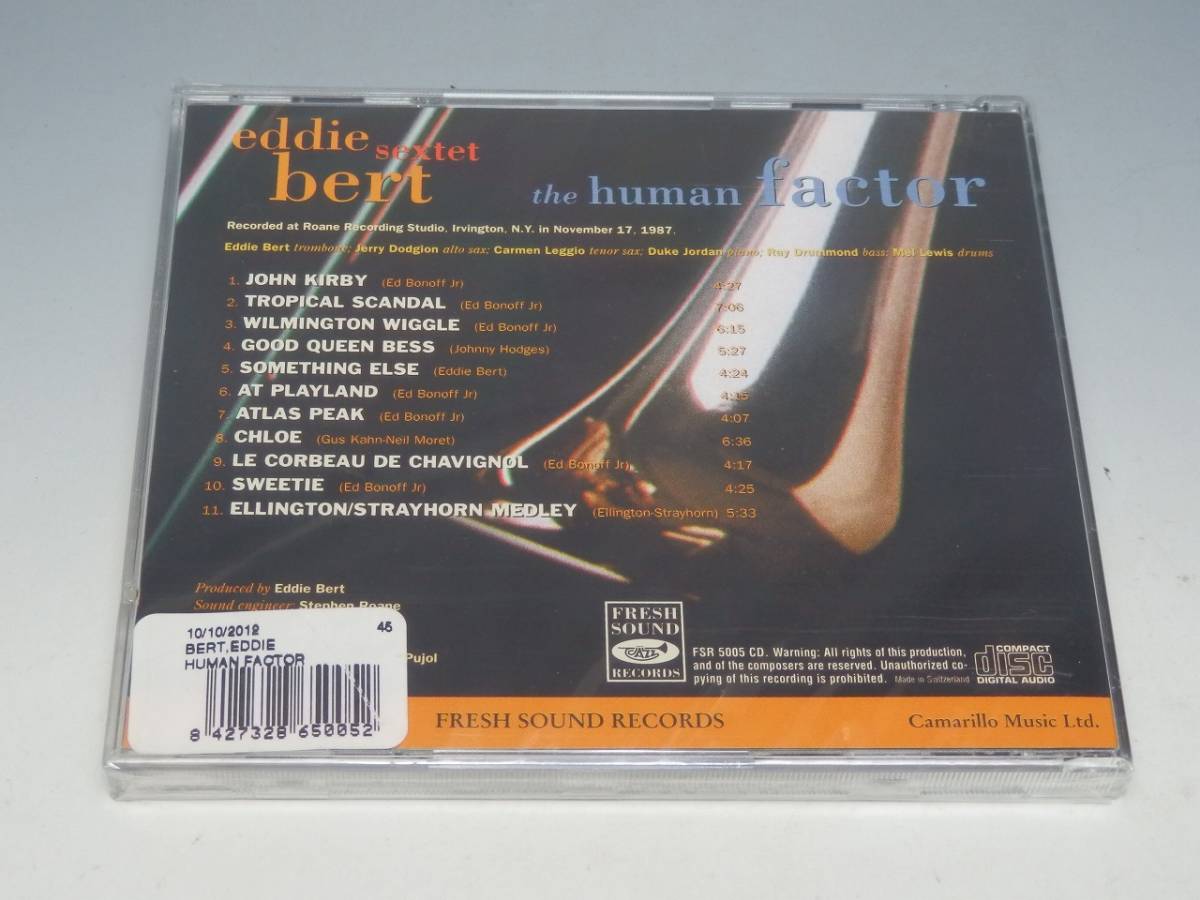 eddie sextet
bert
the human factor
Recorded at Roane Recording Studio, Irvington, N.Y. in November 17, 1987.
Eddie Bert trombone; Jerry Dodgion alto sax; Carmen Leggio tenor sax; Duke Jordan piano; Ray Drummond bass; Mel Lewis drums
1. JOHN KIRBY (Ed Bonoff Jr) 4:27
2. TROPICAL SCANDAL (Ed Bonoff Jr) 7:06
3. WILMINGTON WIGGLE (Ed Bonoff Jr) 6:15
4. GOOD QUEEN BESS (Johnny Hodges) 5:27
5. SOMETHING ELSE (Eddie Bert) 4:24
6. AT PLAYLAND (Ed Bonoff Jr) 4:15
7. ATLAS PEAK (Ed Bonoff Jr) 4:07
8. CHLOE (Gus Kahn-Neil Moret) 6:36
9. LE CORBEAU DE CHAVIGNOL (Ed Bonoff Jr) 4:17
10. SWEETIE (Ed Bonoff Jr) 4:25
11. ELLINGTON/STRAYHORN MEDLEY (Ellington-Strayhorn) 5:33
Produced by Eddie Bert
Sound engineer: Stephen Roane
Pujol
10/10/2012 45
BERT,EDDIE
HUMAN FACTOR
8 427328 650052
FRESH
SOUND
JAZZ
RECORDS
FSR 5005 CD. Warning: All rights of this production,
and of the composers are reserved. Unauthorized co-
pying of this recording is prohibited. Made in Switzerland
COMPACT
disc
DIGITAL AUDIO
FRESH SOUND RECORDS
Camarillo Music Ltd.